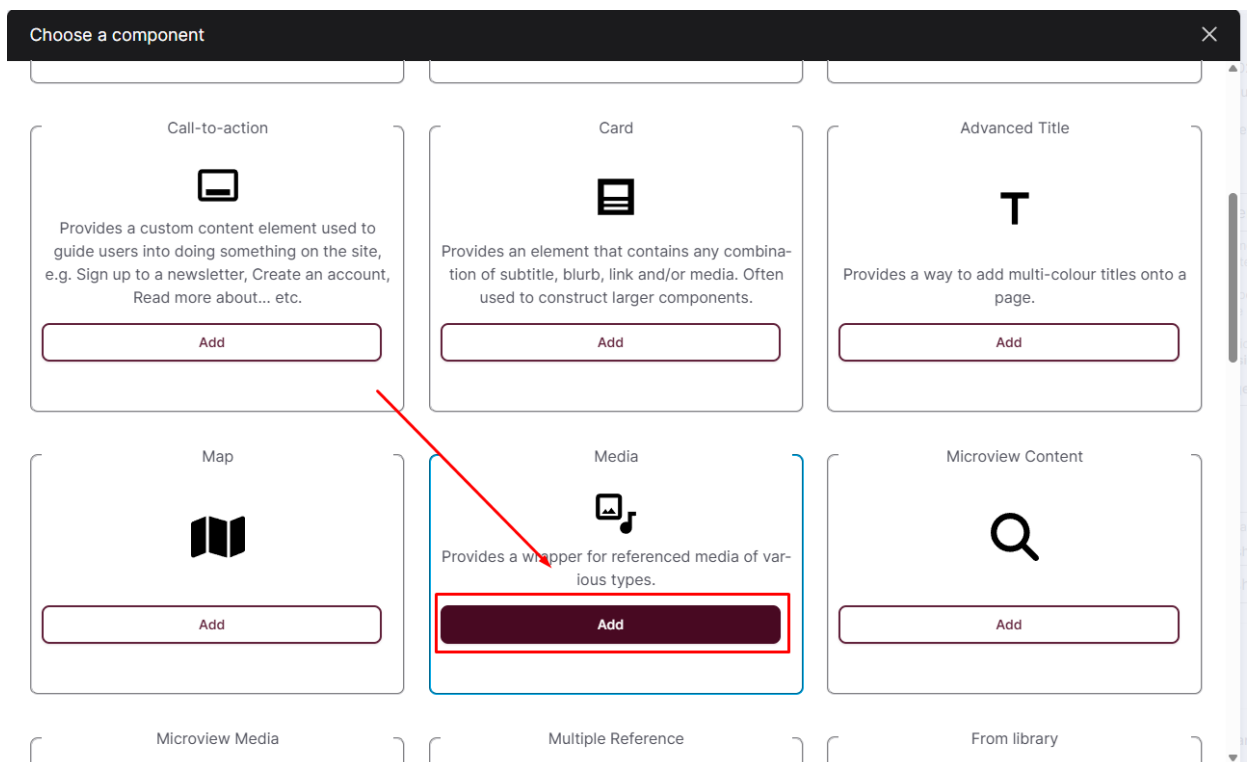 Choose a component
Call-to-action
Provides a custom content element used to
guide users into doing something on the site,
e.g. Sign up to a newsletter, Create an account,
Read more about... etc.
Add
Card
Provides an element that contains any combina-
tion of subtitle, blurb, link and/or media. Often
used to construct larger components.
Add
Advanced Title
Provides a way to add multi-colour titles onto a
page.
Add
Map
Add
Media
Provides a wrapper for referenced media of var-
ious types.
Add
Microview Content
Add
Microview Media
Multiple Reference
From library